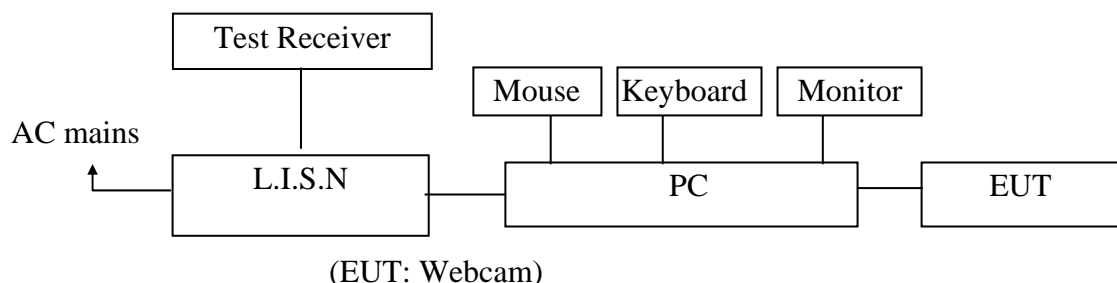 Test Receiver
Mouse
Keyboard
Monitor
AC mains
L.I.S.N
PC
EUT
(EUT: Webcam)